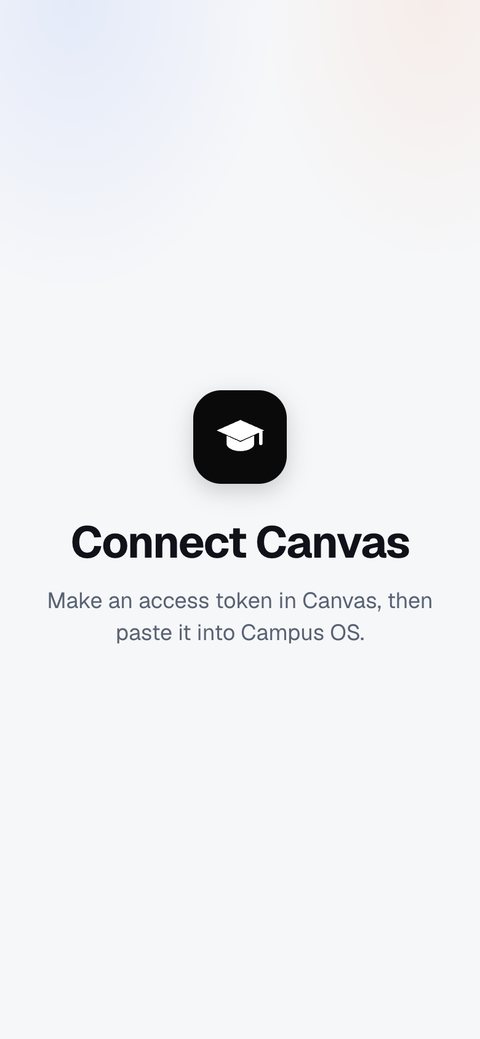 Connect Canvas
Make an access token in Canvas, then
paste it into Campus OS.